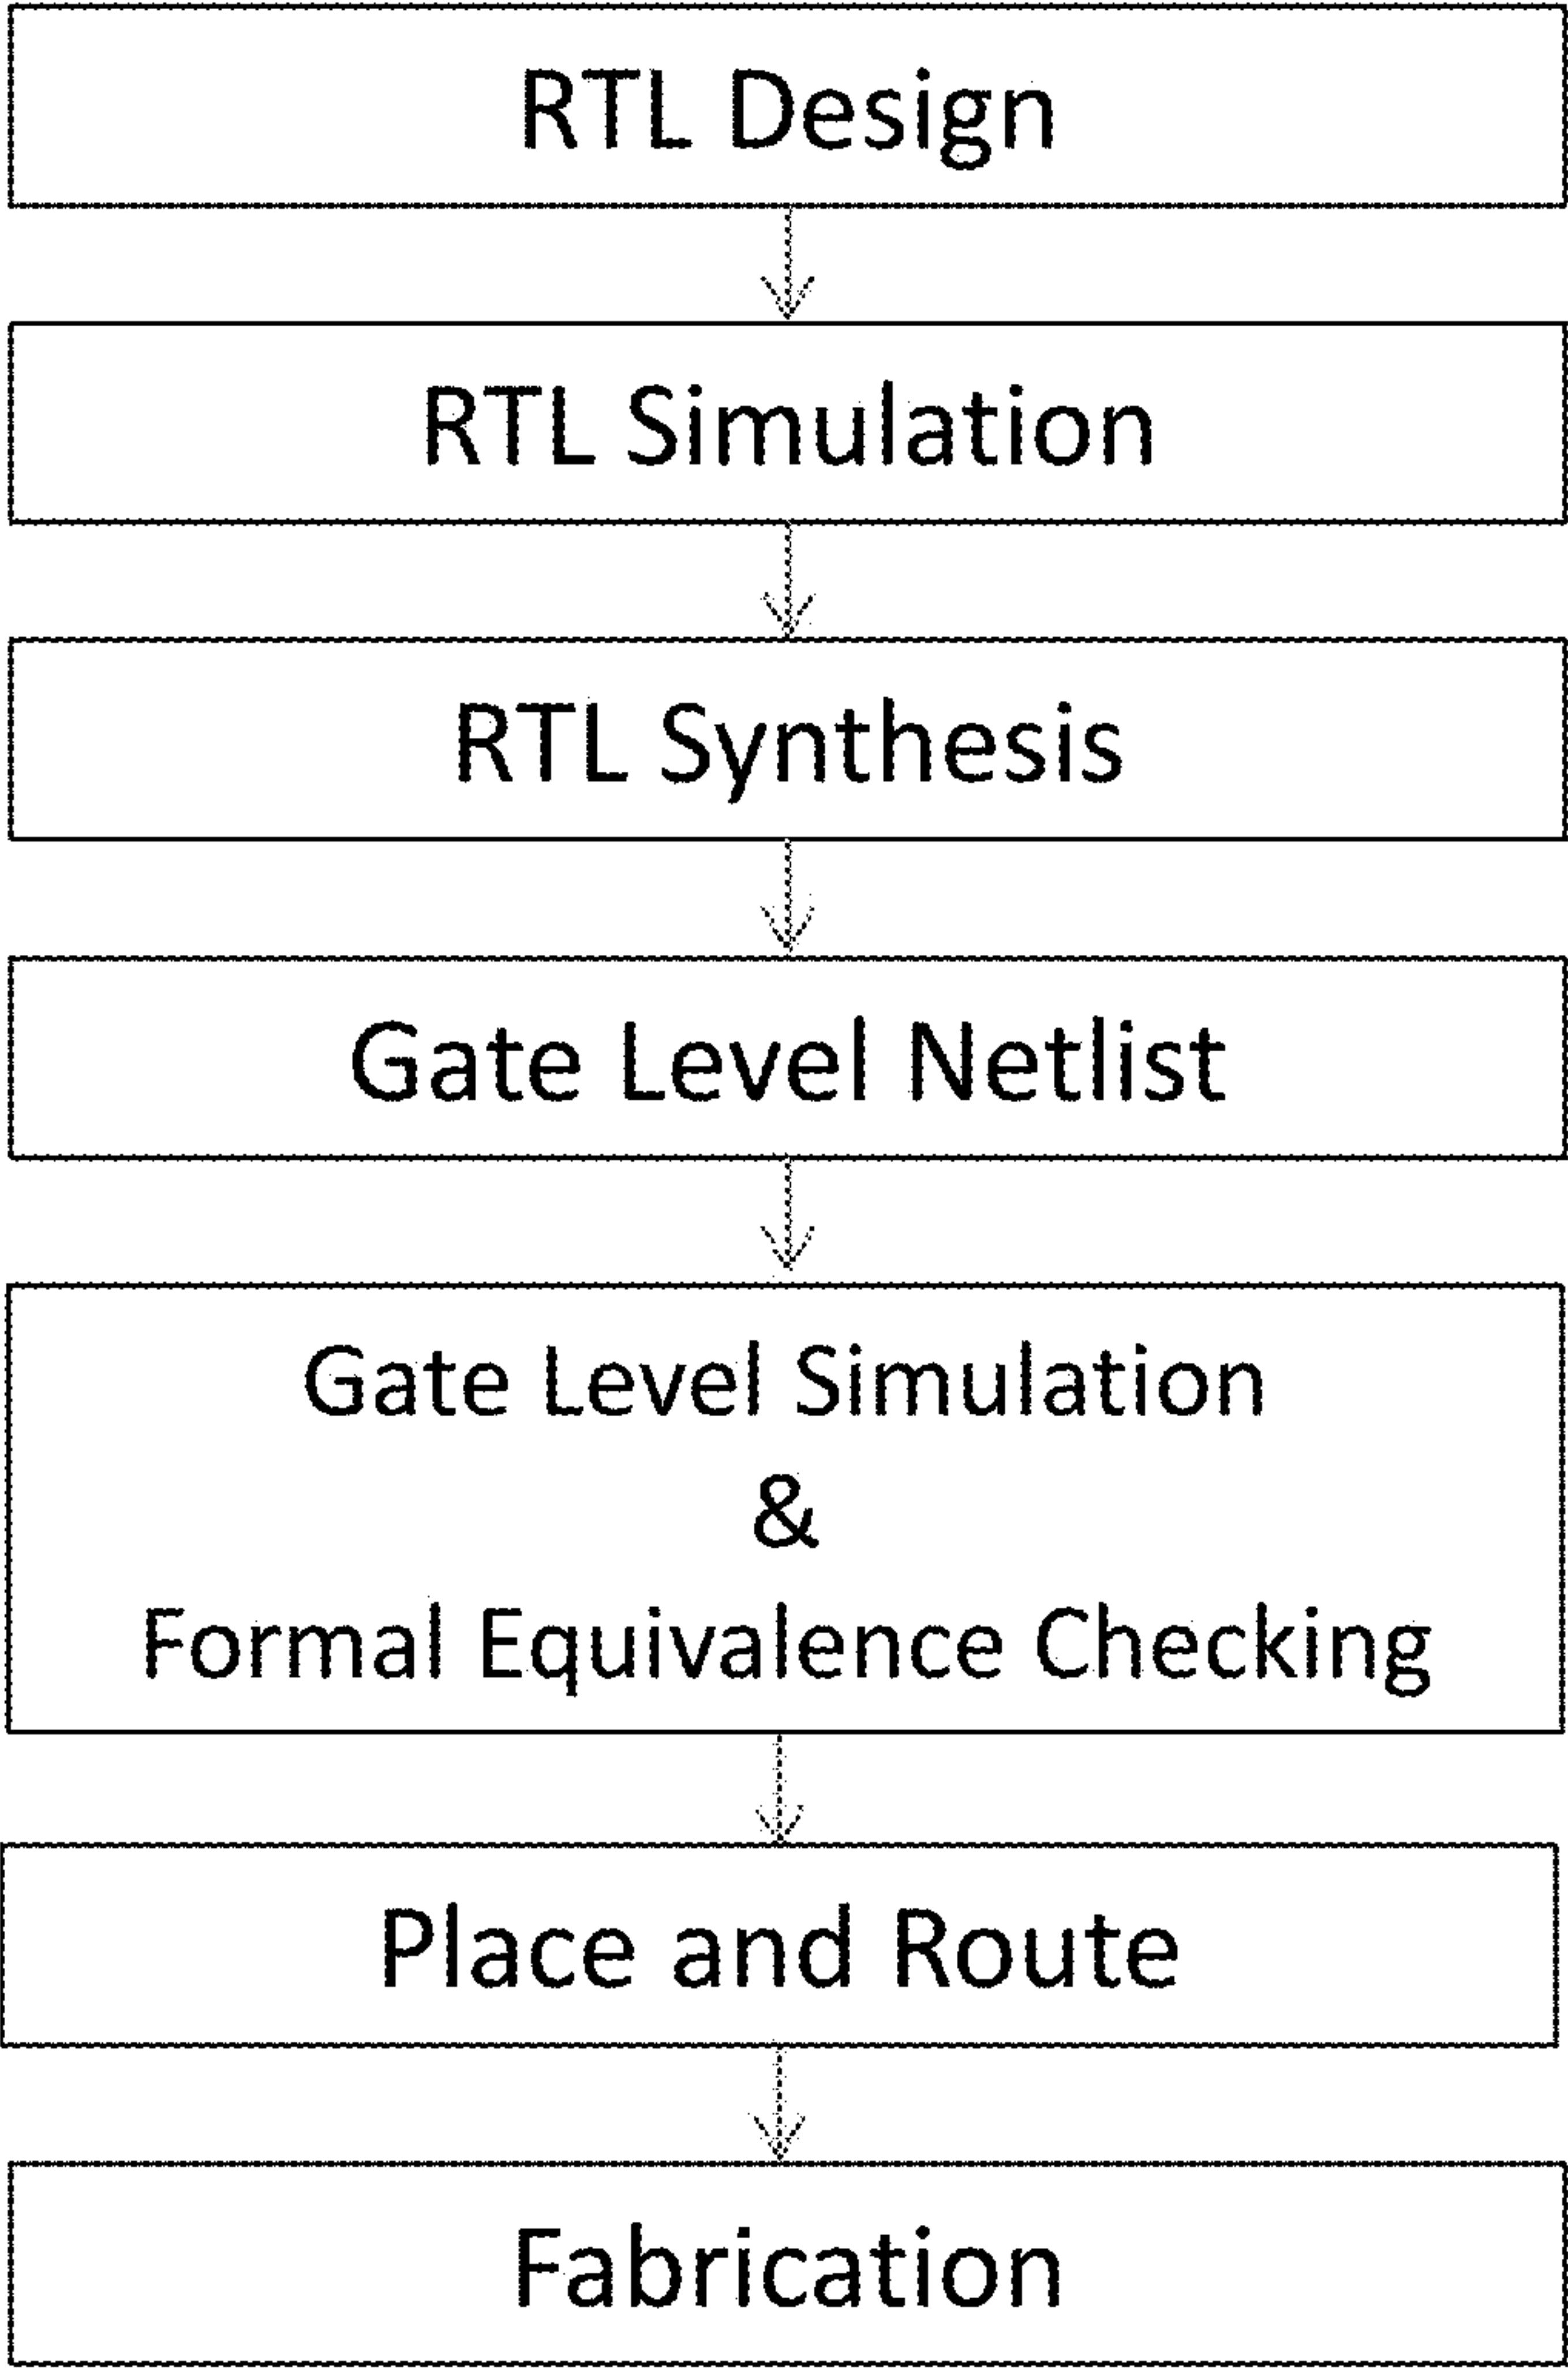 RTL Design
RTL Simulation
RTL Synthesis
Gate Level Netlist
Gate Level Simulation
&
Formal Equivalence Checking
Place and Route
Fabrication